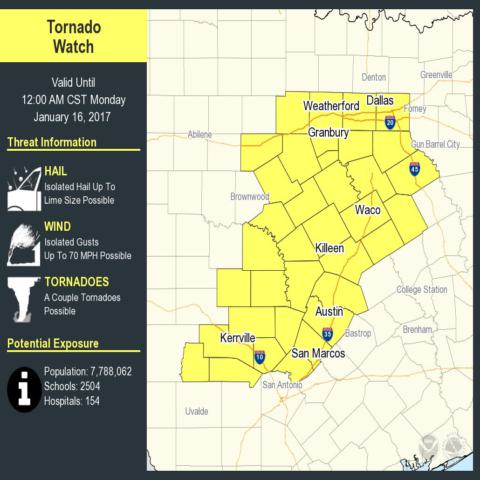 Tornado
Watch
Valid Until
12:00 AM CST Monday
January 16, 2017
Threat Information
HAIL
Isolated Hail Up To
Lime Size Possible
WIND
Isolated Gusts
Up To 70 MPH Possible
TORNADOES
A Couple Tornadoes
Possible
Potential Exposure
Population: 7,788,062
Schools: 2504
Hospitals: 154
Denton
Greenville
Weatherford
Dallas
Forney
20
Abilene
Granbury
Gun Barrel City
45
Brownwood
Waco
Killeen
College Station
Austin
Kerrville
35
Bastrop
Brenham
10
San Marcos
San Antonio
Uvalde